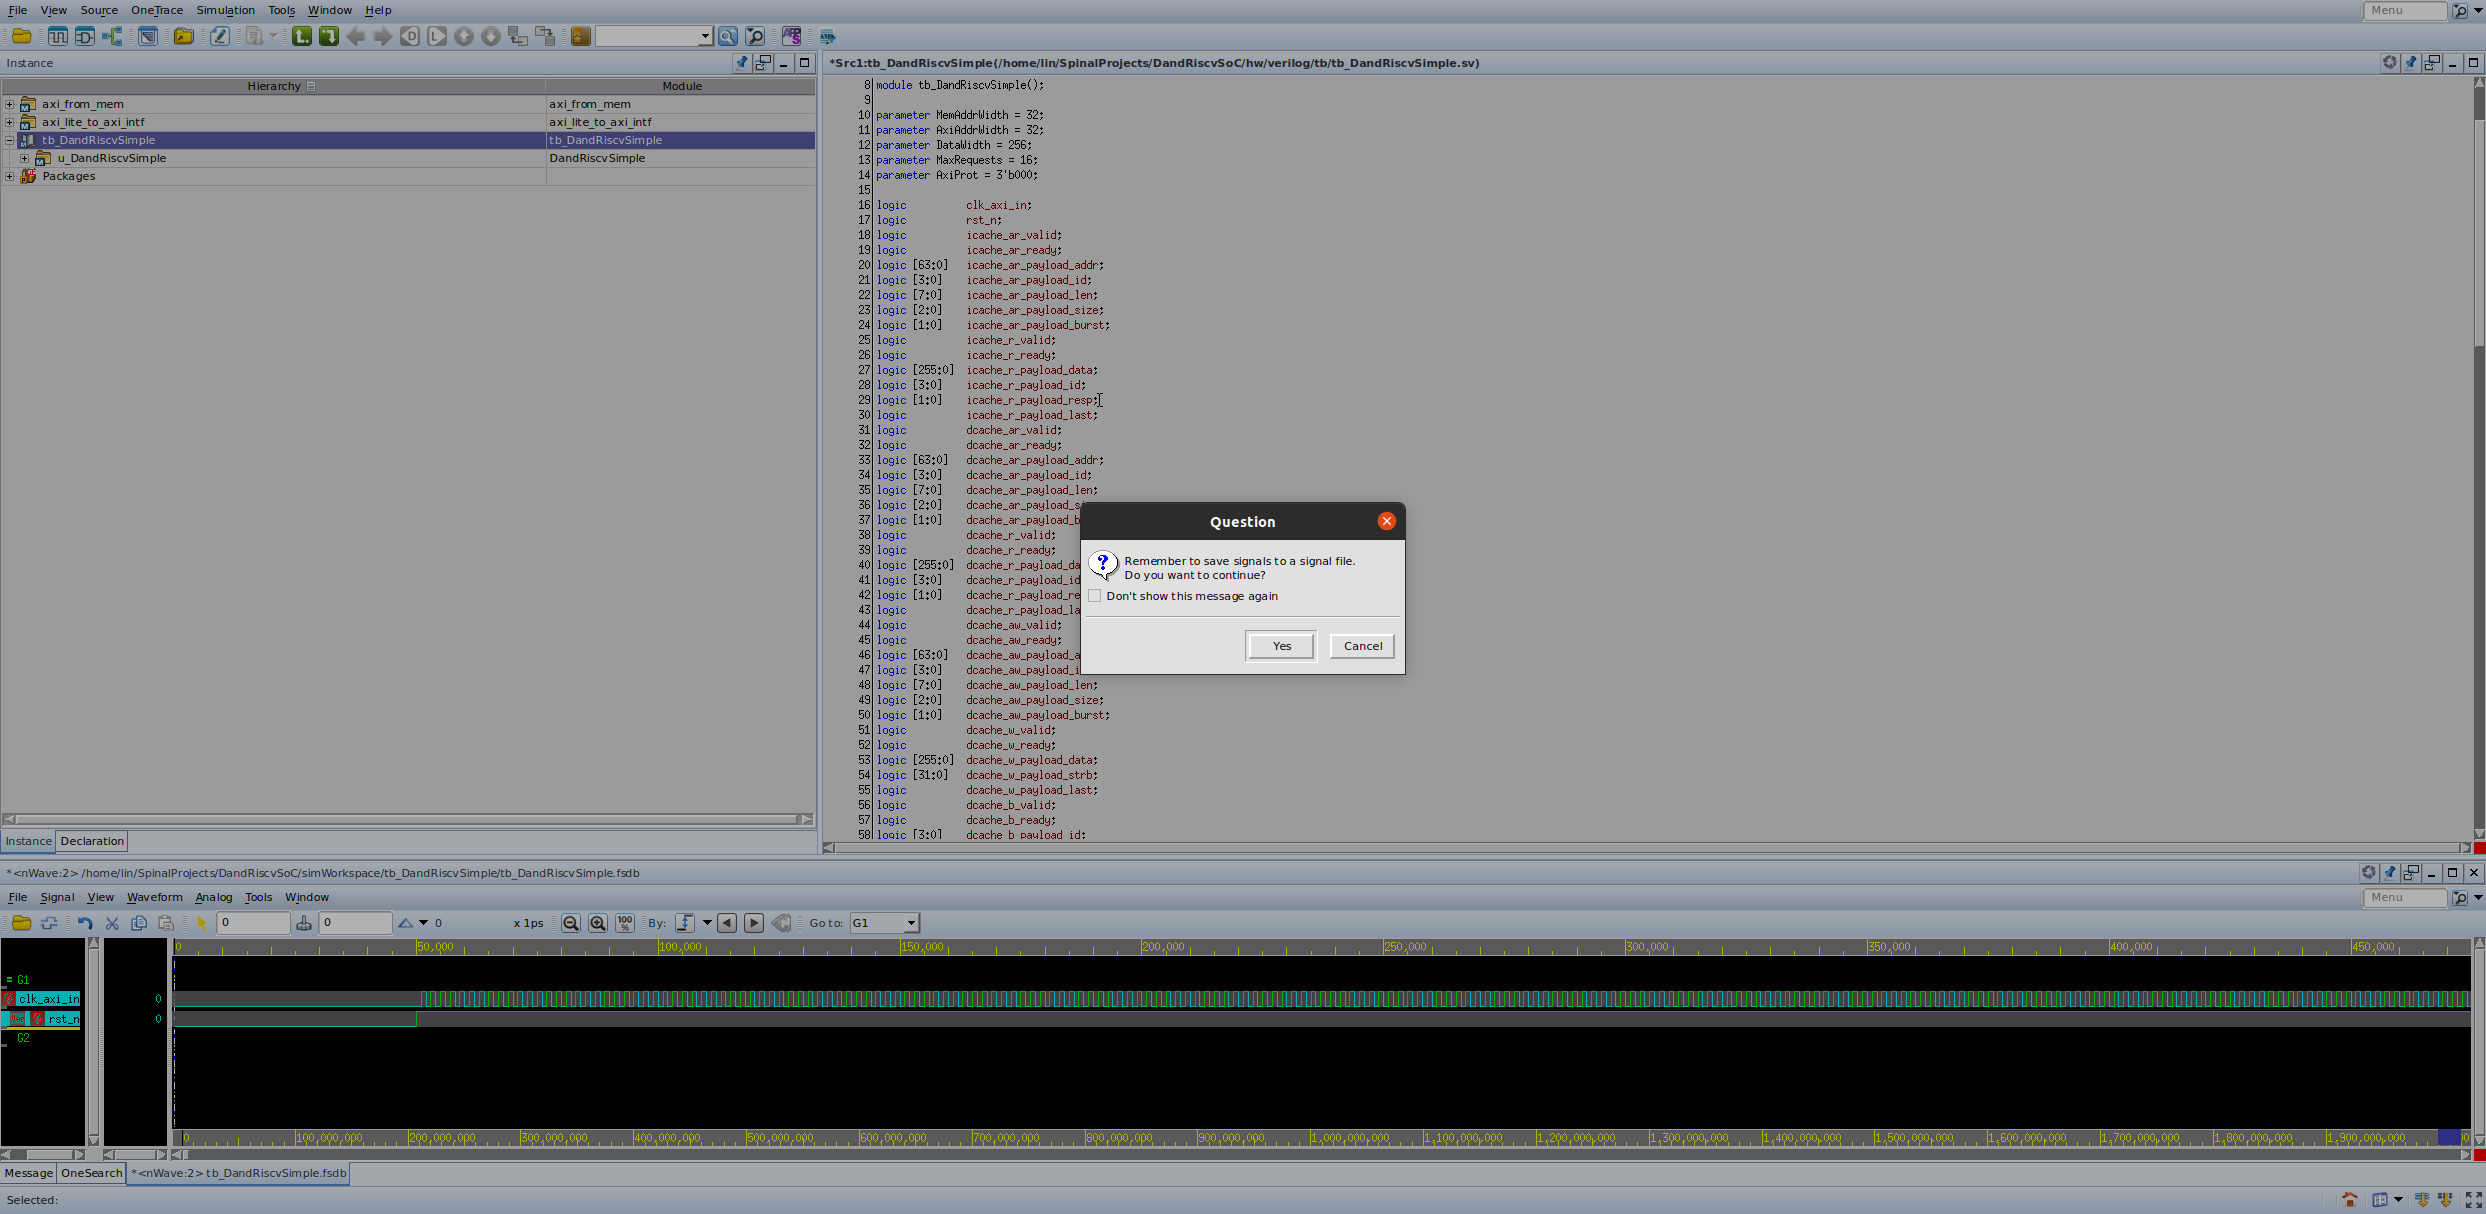 File View Source OneTrace Simulation Tools Window Help Menu
Instance
Hierarchy Module
axi_from_mem axi_from_mem
axi_lite_to_axi_intf axi_lite_to_axi_intf
tb_DandRiscvSimple tb_DandRiscvSimple
u_DandRiscvSimple DandRiscvSimple
Packages
Instance Declaration
*Src1:tb_DandRiscvSimple(/home/lin/SpinalProjects/DandRiscvSoC/hw/verilog/tb/tb_DandRiscvSimple.sv)
8 module tb_DandRiscvSimple();
9
10 parameter MemAddrWidth = 32;
11 parameter AxiAddrWidth = 32;
12 parameter DataWidth = 256;
13 parameter MaxRequests = 16;
14 parameter AxiProt = 3'b000;
15
16 logic clk_axi_in;
17 logic rst_n;
18 logic icache_ar_valid;
19 logic icache_ar_ready;
20 logic [63:0] icache_ar_payload_addr;
21 logic [3:0] icache_ar_payload_id;
22 logic [7:0] icache_ar_payload_len;
23 logic [2:0] icache_ar_payload_size;
24 logic [1:0] icache_ar_payload_burst;
25 logic icache_r_valid;
26 logic icache_r_ready;
27 logic [255:0] icache_r_payload_data;
28 logic [3:0] icache_r_payload_id;
29 logic [1:0] icache_r_payload_resp;
30 logic icache_r_payload_last;
31 logic dcache_ar_valid;
32 logic dcache_ar_ready;
33 logic [63:0] dcache_ar_payload_addr;
34 logic [3:0] dcache_ar_payload_id;
35 logic [7:0] dcache_ar_payload_len;
36 logic [2:0] dcache_ar_payload_s
37 logic [1:0] dcache_ar_payload_b
38 logic dcache_r_valid;
39 logic dcache_r_ready;
40 logic [255:0] dcache_r_payload_da
41 logic [3:0] dcache_r_payload_id
42 logic [1:0] dcache_r_payload_re
43 logic dcache_r_payload_la
44 logic dcache_aw_valid;
45 logic dcache_aw_ready;
46 logic [63:0] dcache_aw_payload_a
47 logic [3:0] dcache_aw_payload_i
48 logic [7:0] dcache_aw_payload_len;
49 logic [2:0] dcache_aw_payload_size;
50 logic [1:0] dcache_aw_payload_burst;
51 logic dcache_w_valid;
52 logic dcache_w_ready;
53 logic [255:0] dcache_w_payload_data;
54 logic [31:0] dcache_w_payload_strb;
55 logic dcache_w_payload_last;
56 logic dcache_b_valid;
57 logic dcache_b_ready;
58 logic [3:0] dcache_b_payload_id;
Question
Remember to save signals to a signal file.
Do you want to continue?
Don't show this message again
Yes Cancel
*<nWave:2> /home/lin/SpinalProjects/DandRiscvSoC/simWorkspace/tb_DandRiscvSimple/tb_DandRiscvSimple.fsdb
File Signal View Waveform Analog Tools Window Menu
0 0 0 x 1ps 100% By: Go to: G1
0 50,000 100,000 150,000 200,000 250,000 300,000 350,000 400,000 450,000
= G1
clk_axi_in 0
rst_n 0
G2
0 100,000,000 200,000,000 300,000,000 400,000,000 500,000,000 600,000,000 700,000,000 800,000,000 900,000,000 1,000,000,000 1,100,000,000 1,200,000,000 1,300,000,000 1,400,000,000 1,500,000,000 1,600,000,000 1,700,000,000 1,800,000,000 1,900,000,000
Message OneSearch *<nWave:2> tb_DandRiscvSimple.fsdb
Selected: